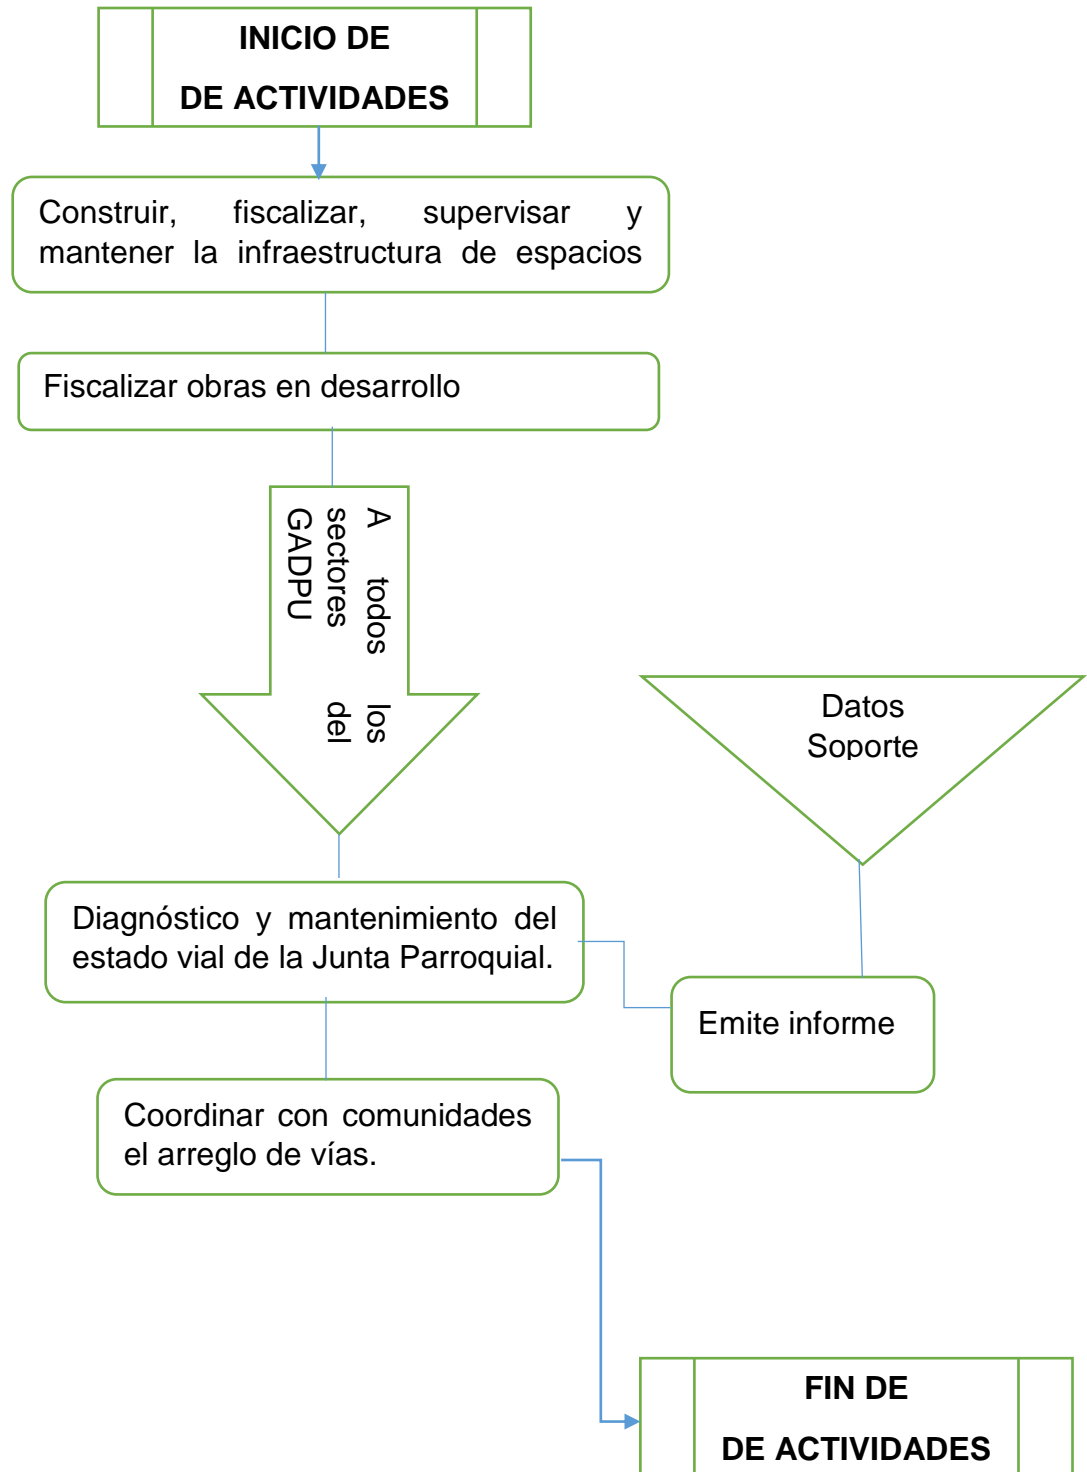 INICIO DE
DE ACTIVIDADES
Construir, fiscalizar, supervisar y
mantener la infraestructura de espacios
Fiscalizar obras en desarrollo
A todos los
sectores del
GADPU
Datos
Soporte
Diagnóstico y mantenimiento del
estado vial de la Junta Parroquial.
Emite informe
Coordinar con comunidades
el arreglo de vías.
FIN DE
DE ACTIVIDADES